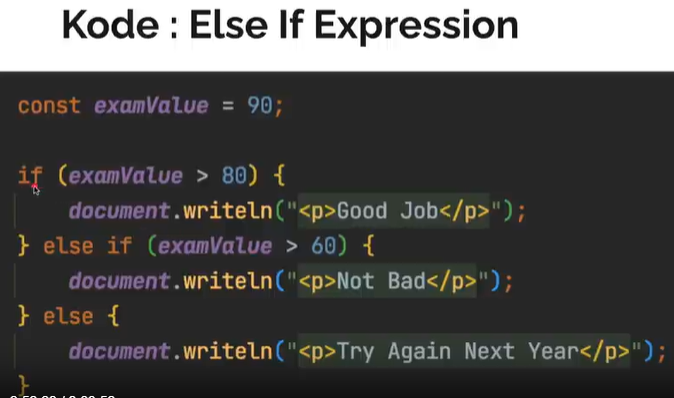 Kode : Else If Expression
const examValue = 90;
if (examValue > 80) {
document.writeln("<p>Good Job</p>");
} else if (examValue > 60) {
document.writeln("<p>Not Bad</p>");
} else {
document.writeln("<p>Try Again Next Year</p>");
}